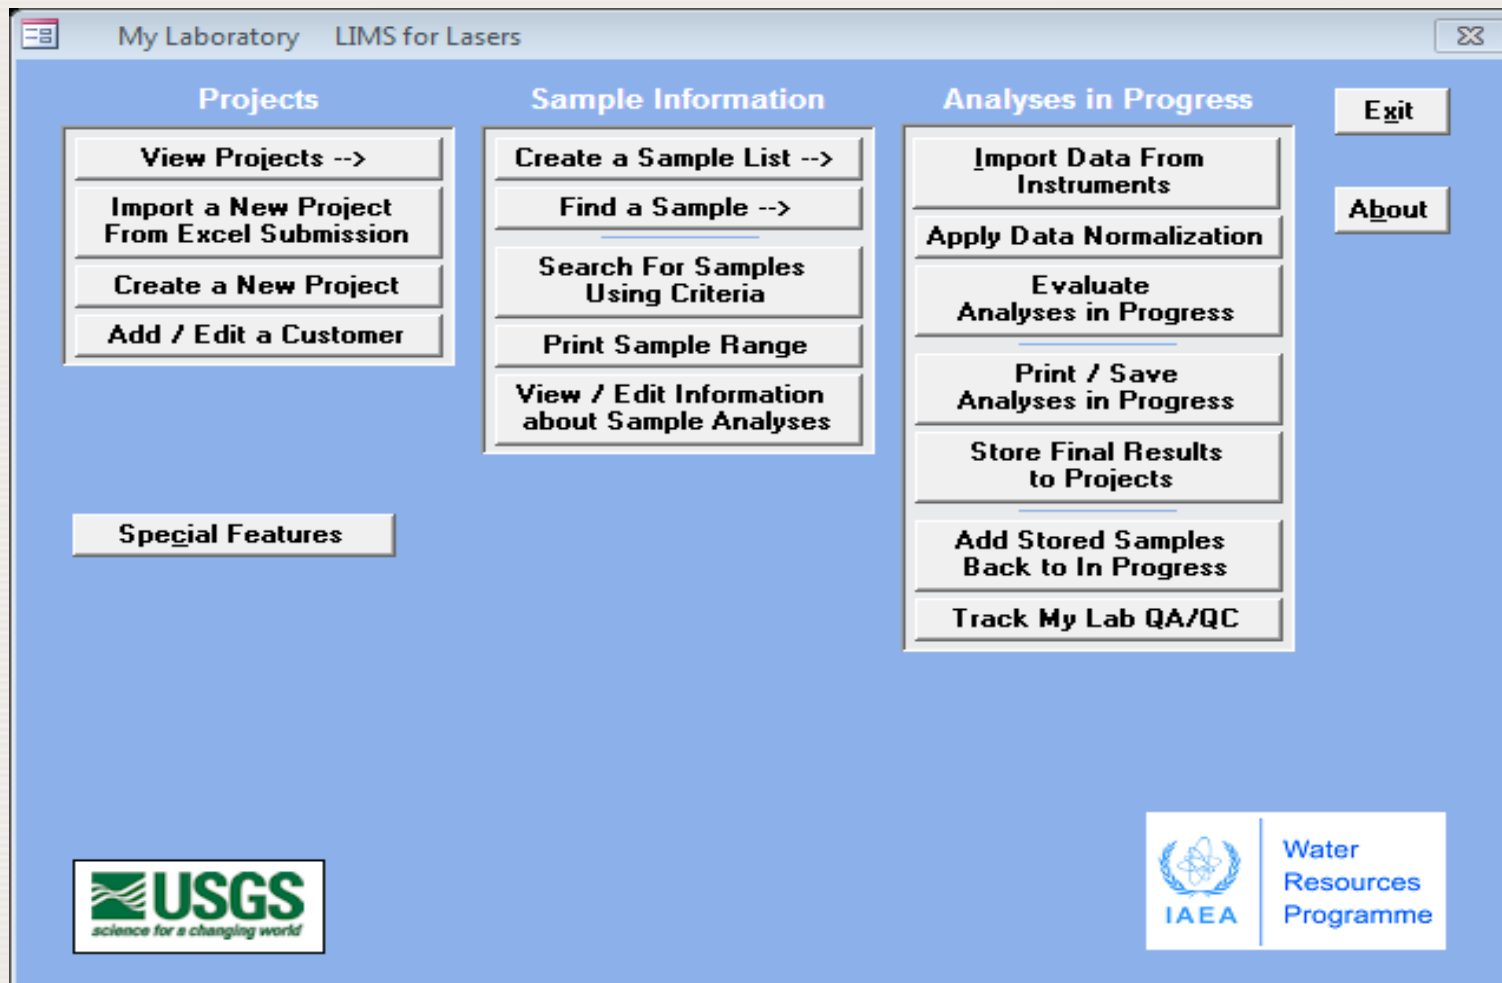 My Laboratory LIMS for Lasers
Projects
View Projects -->
Import a New Project
From Excel Submission
Create a New Project
Add / Edit a Customer
Special Features
Sample Information
Create a Sample List -->
Find a Sample -->
Search For Samples
Using Criteria
Print Sample Range
View / Edit Information
about Sample Analyses
Analyses in Progress
Import Data From
Instruments
Apply Data Normalization
Evaluate
Analyses in Progress
Print / Save
Analyses in Progress
Store Final Results
to Projects
Add Stored Samples
Back to In Progress
Track My Lab QA/QC
Exit
About
USGS
science for a changing world
IAEA
Water
Resources
Programme